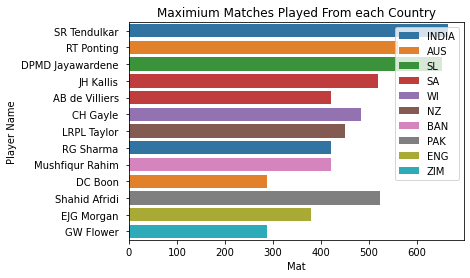 Maximium Matches Played From each Country
Player Name
SR Tendulkar
RT Ponting
DPMD Jayawardene
JH Kallis
AB de Villiers
CH Gayle
LRPL Taylor
RG Sharma
Mushfiqur Rahim
DC Boon
Shahid Afridi
EJG Morgan
GW Flower
INDIA
AUS
SL
SA
WI
NZ
BAN
PAK
ENG
ZIM
0 100 200 300 400 500 600
Mat